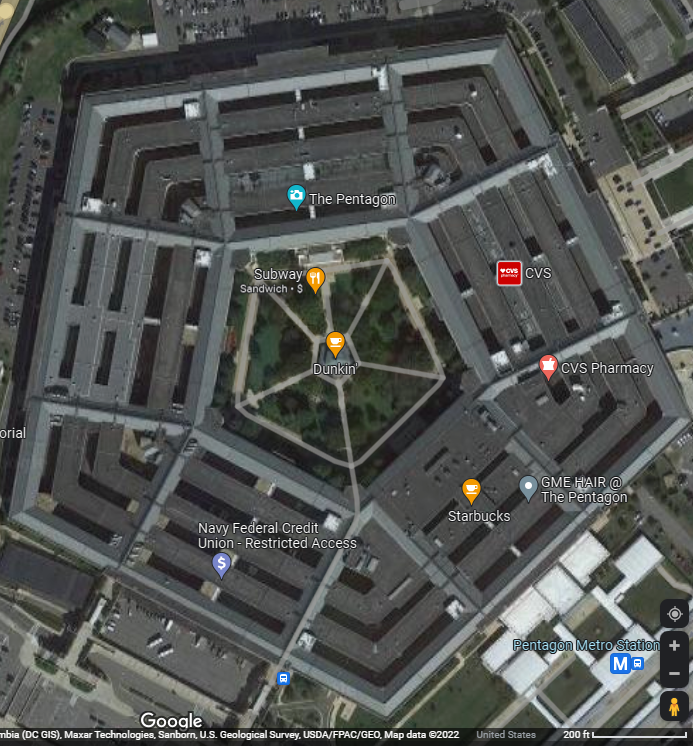 The Pentagon
Subway
Sandwich • $
♥CVS
pharmacy
CVS
Dunkin'
CVS Pharmacy
orial
GME HAIR @
The Pentagon
Starbucks
Navy Federal Credit
Union - Restricted Access
$
Pentagon Metro Station
M
Google
mbia (DC GIS), Maxar Technologies, Sanborn, U.S. Geological Survey, USDA/FPAC/GEO, Map data ©2022 United States 200 ft